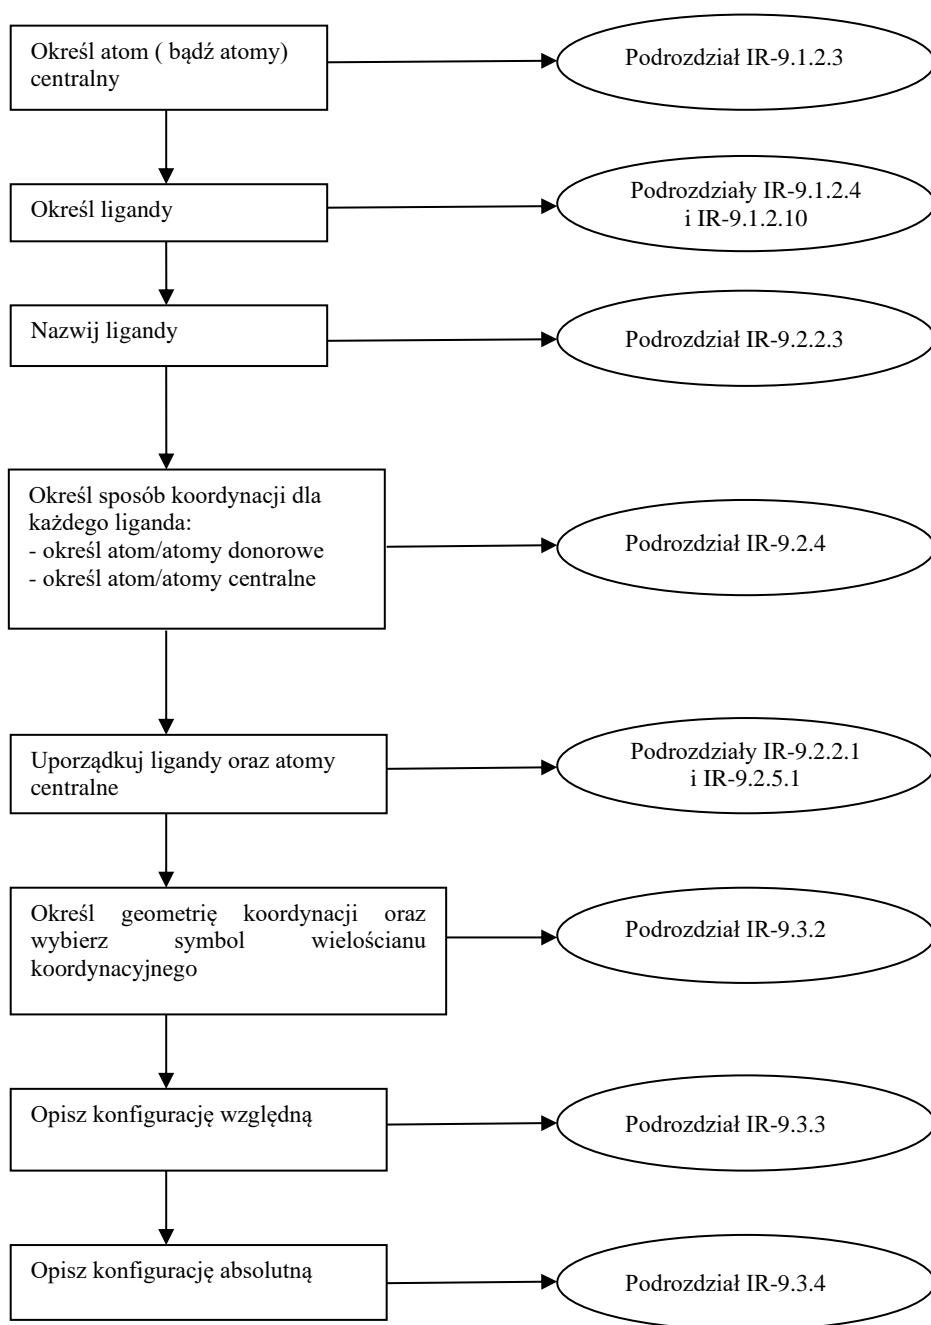 Określ atom ( bądź atomy)
centralny
Podrozdział IR-9.1.2.3
Określ ligandy
Podrozdziały IR-9.1.2.4
i IR-9.1.2.10
Nazwij ligandy
Podrozdział IR-9.2.2.3
Określ sposób koordynacji dla
każdego liganda:
- określ atom/atomy donorowe
- określ atom/atomy centralne
Podrozdział IR-9.2.4
Uporządkuj ligandy oraz atomy
centralne
Podrozdziały IR-9.2.2.1
i IR-9.2.5.1
Określ geometrię koordynacji oraz
wybierz symbol wielościanu
koordynacyjnego
Podrozdział IR-9.3.2
Opisz konfigurację względną
Podrozdział IR-9.3.3
Opisz konfigurację absolutną
Podrozdział IR-9.3.4